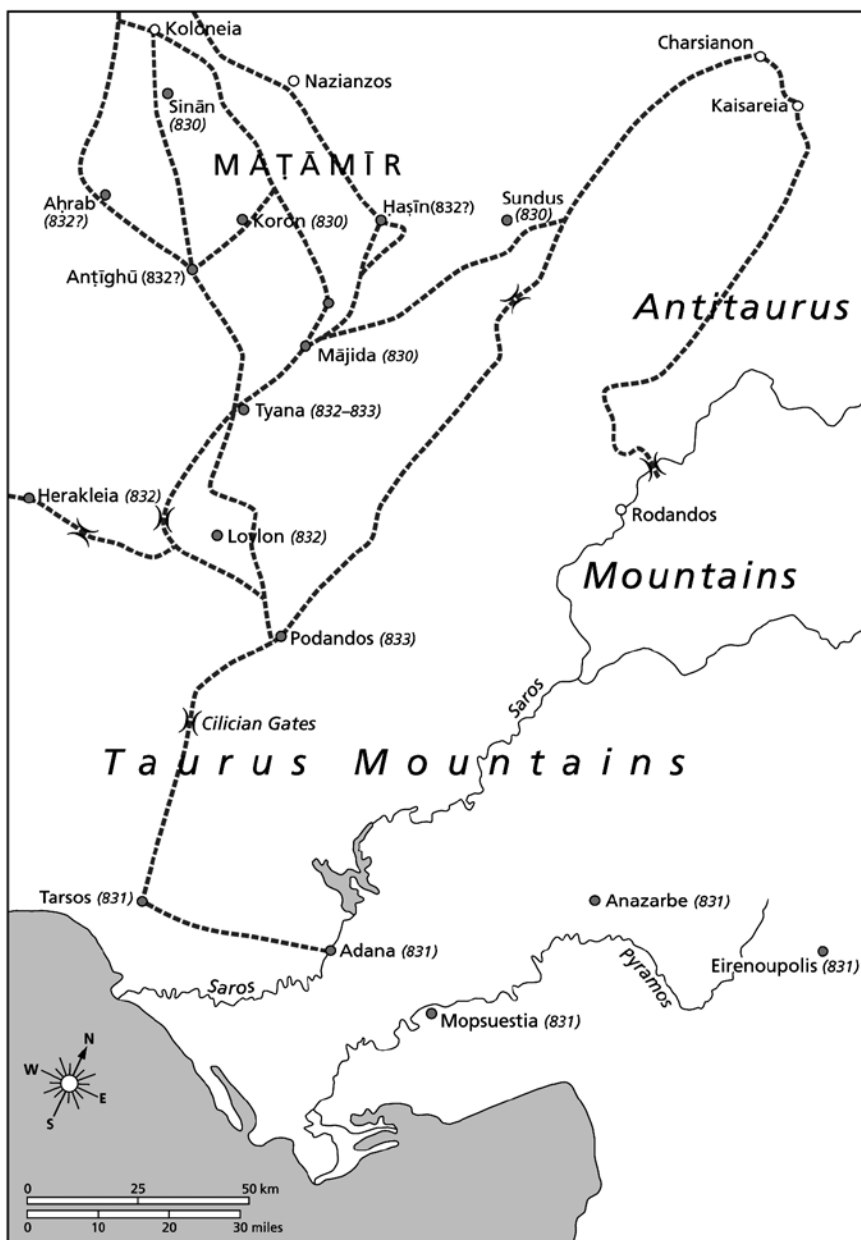 Koloneia
Charsianon
Nazianzos
Kaisareia
Sinān
(830)
MAṬĀMĪR
Aḥrab
(832?)
Koron (830)
Ḥaṣīn(832?)
Sundus
(830)
Anṭīghū (832?)
Antitaurus
Mājida (830)
Tyana (832–833)
Herakleia (832)
Rodandos
Loulon (832)
Mountains
Podandos (833)
Saros
Cilician Gates
Taurus Mountains
Tarsos (831)
Anazarbe (831)
Adana (831)
Eirenoupolis (831)
Saros
Pyramos
Mopsuestia (831)
N
W
E
S
0 25 50 km
0 10 20 30 miles